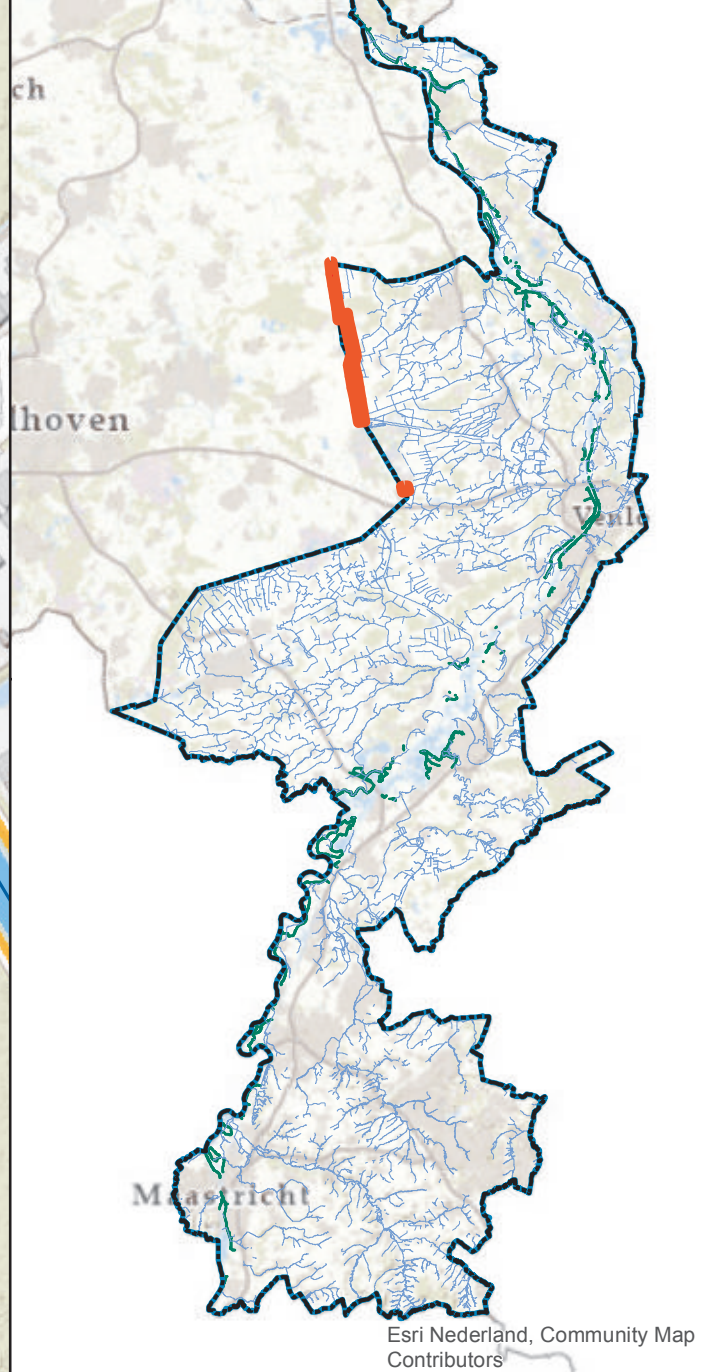 ch
lhoven
Venlo
Maastricht
Esri Nederland, Community Map
Contributors